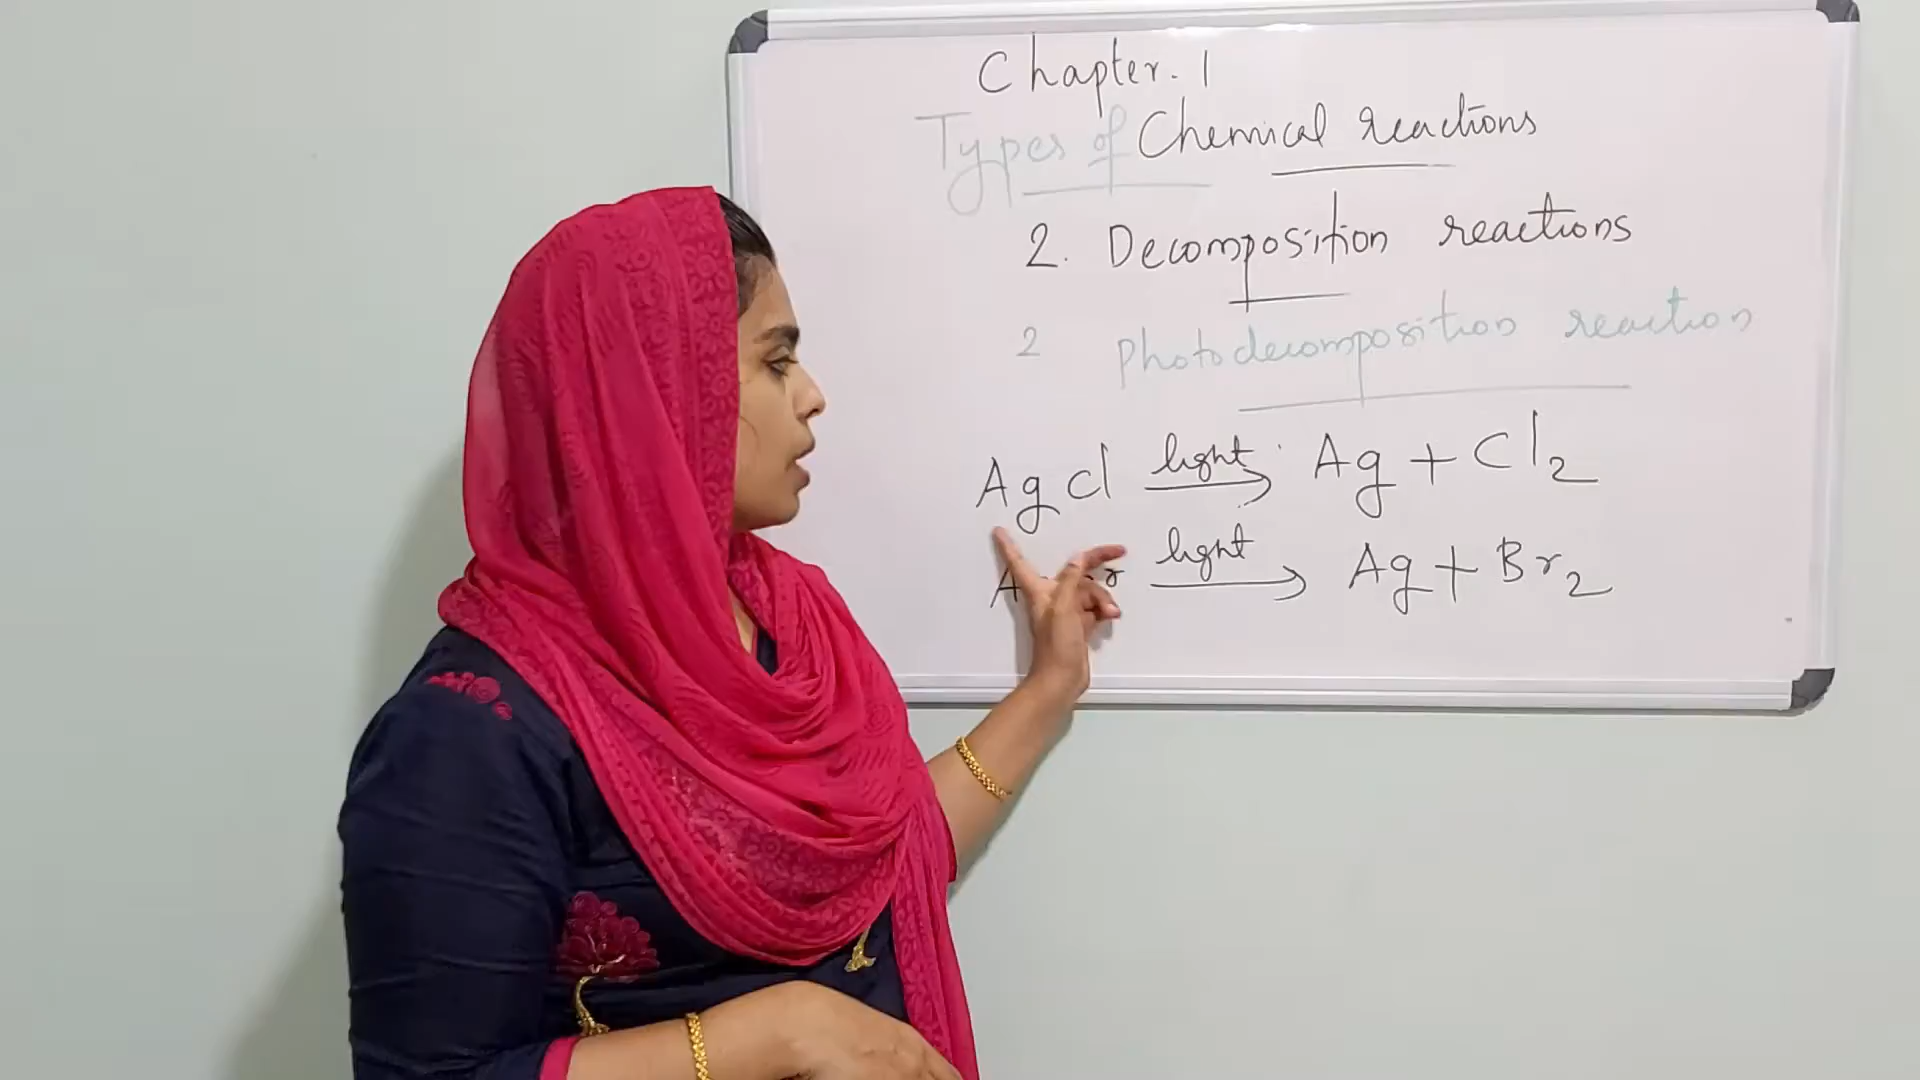 Chapter. 1
Types of Chemical reactions
2. Decomposition reactions
2 Photodecomposition reaction
AgCl light → Ag + Cl2
light → Ag + Br2